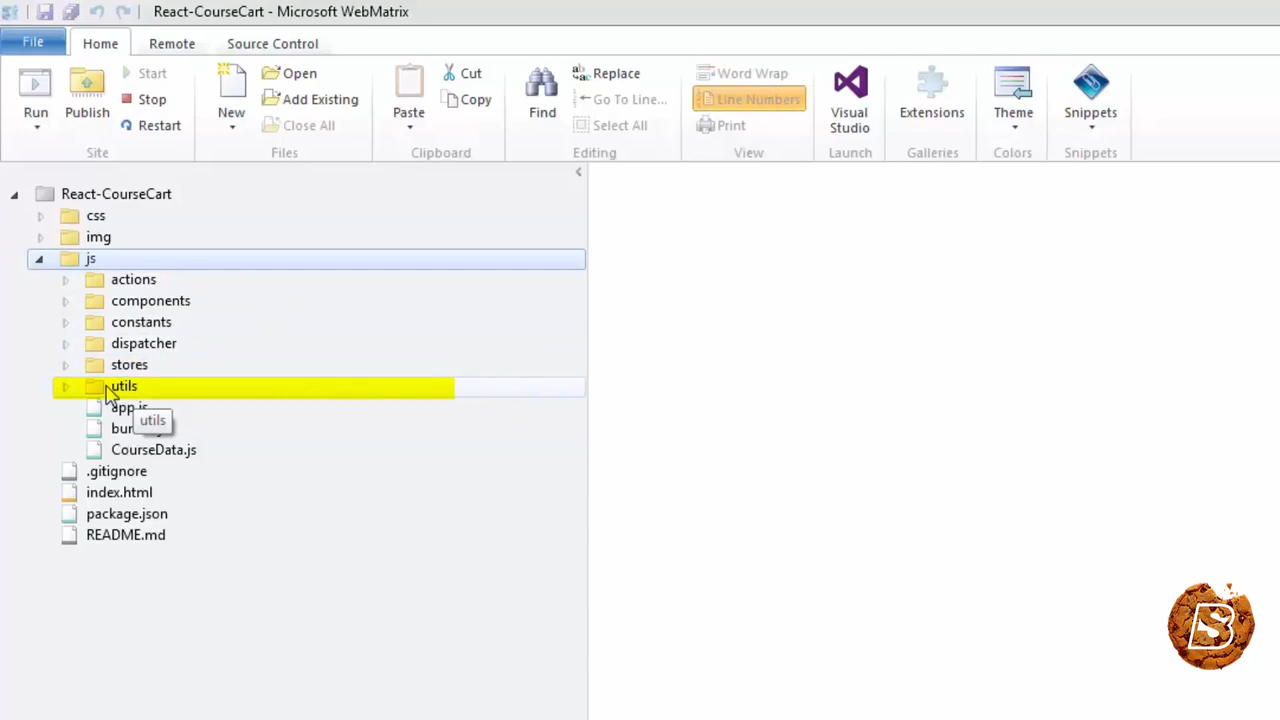 React-CourseCart - Microsoft WebMatrix
File Home Remote Source Control
Run
Publish
Start
Stop
Restart
Site
New
Open
Add Existing
Close All
Files
Paste
Cut
Copy
Clipboard
Find
Replace
Go To Line...
Select All
Editing
Word Wrap
Line Numbers
Print
View
Visual
Studio
Launch
Extensions
Galleries
Theme
Colors
Snippets
Snippets
React-CourseCart
css
img
js
actions
components
constants
dispatcher
stores
utils
app.js
utils
CourseData.js
.gitignore
index.html
package.json
README.md